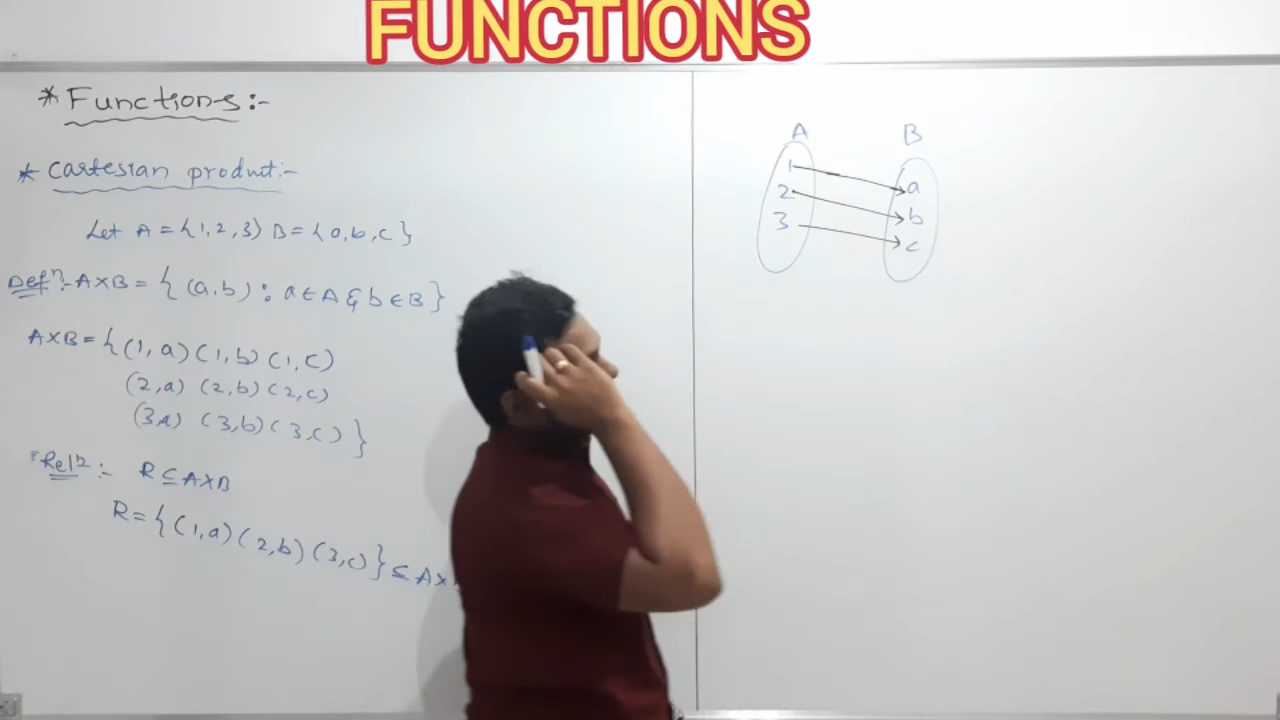 FUNCTIONS
* Functions:-
* Cartesian product:-
Let A = {1,2,3} B = {a,b,c}
Defⁿ:- A×B = { (a,b) : a∈A & b∈B }
A×B = { (1,a) (1,b) (1,c)
(2,a) (2,b) (2,c)
(3,a) (3,b) (3,c) }
Relⁿ:- R ⊆ A×B
R = { (1,a) (2,b) (3,c) } ⊆ A×
A B
1 a
2 b
3 c